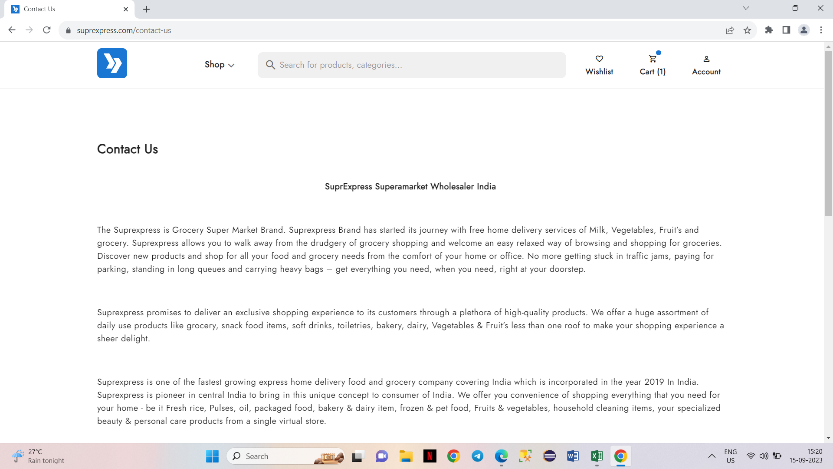 Contact Us
suprexpress.com/contact-us
Shop
Search for products, categories...
Wishlist
Cart (1)
Account
Contact Us
SuprExpress Superamarket Wholesaler India
The Suprexpress is Grocery Super Market Brand. Suprexpress Brand has started its journey with free home delivery services of Milk, Vegetables, Fruit's and
grocery. Suprexpress allows you to walk away from the drudgery of grocery shopping and welcome an easy relaxed way of browsing and shopping for groceries.
Discover new products and shop for all your food and grocery needs from the comfort of your home or office. No more getting stuck in traffic jams, paying for
parking, standing in long queues and carrying heavy bags – get everything you need, when you need, right at your doorstep.
Suprexpress promises to deliver an exclusive shopping experience to its customers through a plethora of high-quality products. We offer a huge assortment of
daily use products like grocery, snack food items, soft drinks, toiletries, bakery, dairy, Vegetables & Fruit's less than one roof to make your shopping experience a
sheer delight.
Suprexpress is one of the fastest growing express home delivery food and grocery company covering India which is incorporated in the year 2019 In India.
Suprexpress is pioneer in central India to bring in this unique concept to consumer of India. We offer you convenience of shopping everything that you need for
your home - be it Fresh rice, Pulses, oil, packaged food, bakery & dairy item, frozen & pet food, Fruits & vegetables, household cleaning items, your specialized
beauty & personal care products from a single virtual store.
27°C
Rain tonight
Search
ENG
US
15:20
15-09-2023